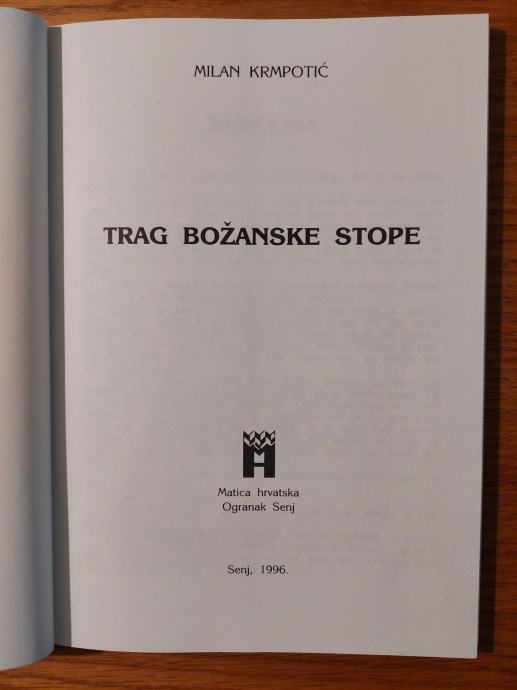 MILAN KRMPOTIĆ
TRAG BOŽANSKE STOPE
Matica hrvatska
Ogranak Senj
Senj, 1996.